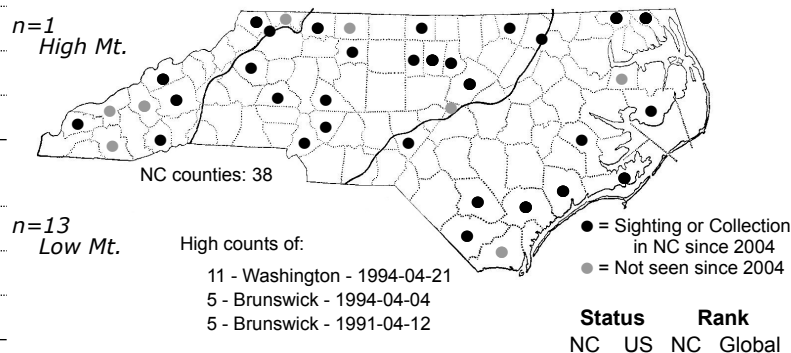 n=1
High Mt.
NC counties: 38
n=13
Low Mt.
High counts of:
11 - Washington - 1994-04-21
5 - Brunswick - 1994-04-04
5 - Brunswick - 1991-04-12
= Sighting or Collection
in NC since 2004
= Not seen since 2004
Status Rank
NC US NC Global